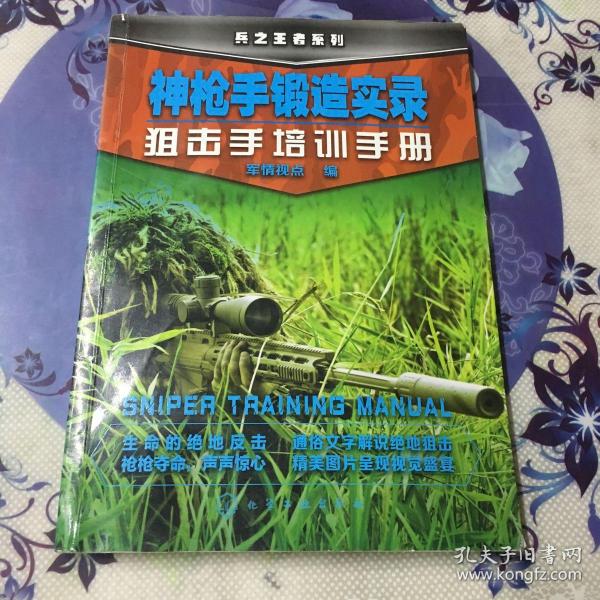 兵之王者系列
神枪手锻造实录
狙击手培训手册
军情视点 编
SNIPER TRAINING MANUAL
生命的绝地反击 通俗文字解说绝地狙击
枪枪夺命,声声惊心 精美图片呈现视觉盛宴
化学工业出版社
孔夫子旧書网
www.kongfz.com